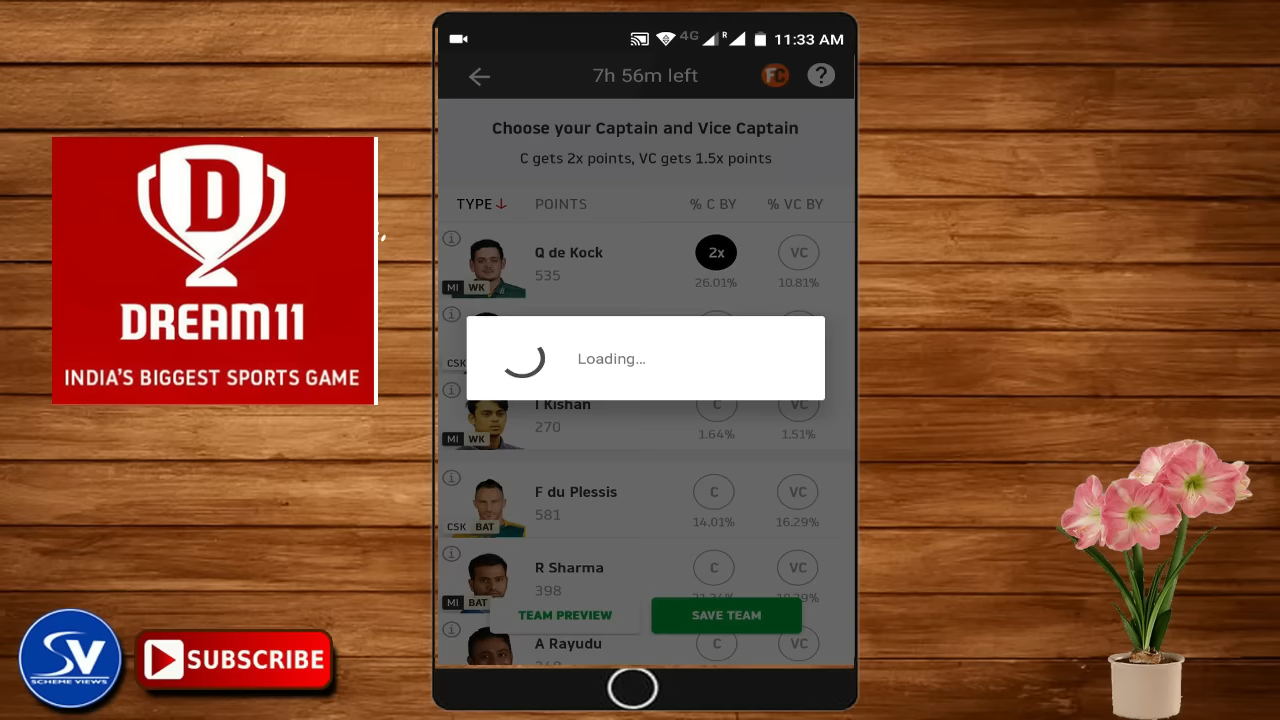 4G R 11:33 AM
7h 56m left FC ?
Choose your Captain and Vice Captain
C gets 2x points, VC gets 1.5x points
TYPE POINTS % C BY % VC BY
Q de Kock 2x VC
535 26.01% 10.81%
MI WK
CSK
Loading...
I Kishan C VC
270 1.64% 1.51%
MI WK
F du Plessis C VC
581 14.01% 16.29%
CSK BAT
R Sharma C VC
398
MI BAT
TEAM PREVIEW SAVE TEAM
A Rayudu C VC
D
DREAM11
INDIA'S BIGGEST SPORTS GAME
SV
SCHEME VIEWS
SUBSCRIBE